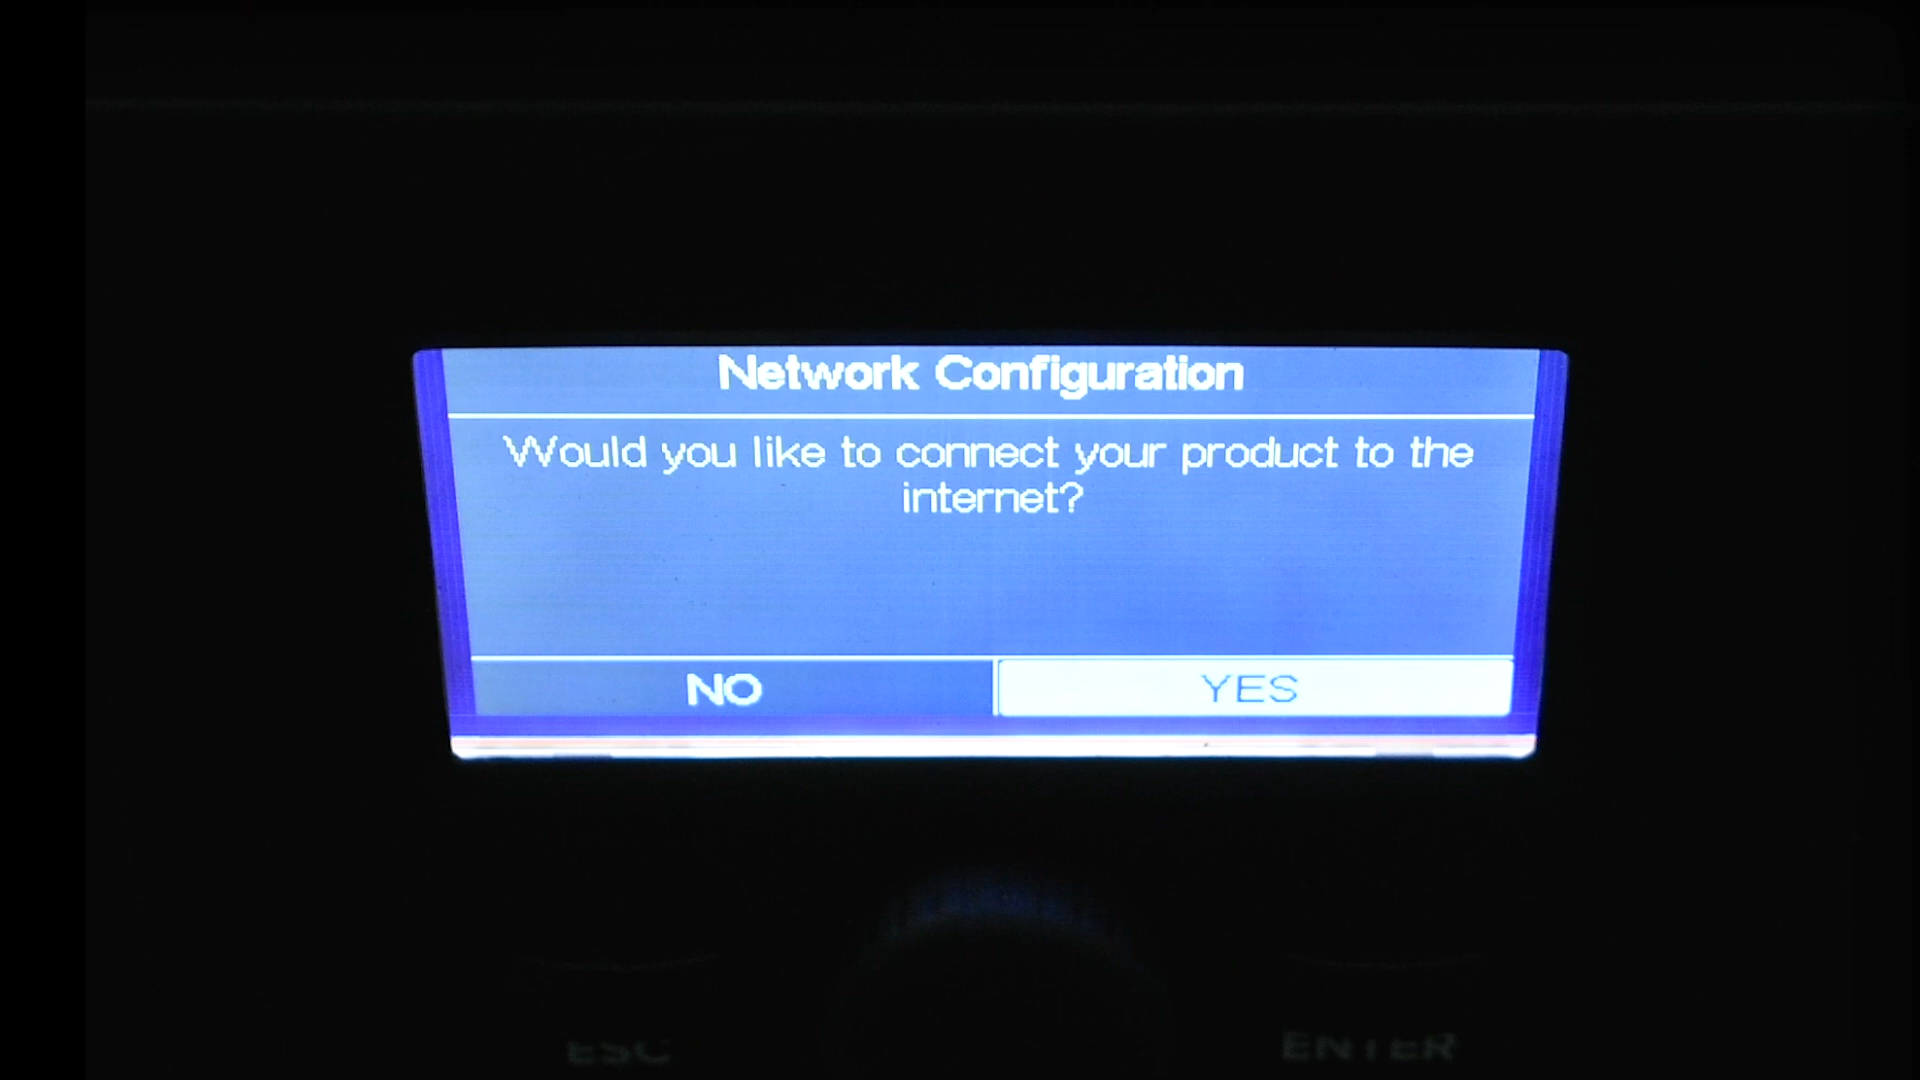 Network Configuration
Would you like to connect your product to the
internet?
NO
YES
ESC
ENTER